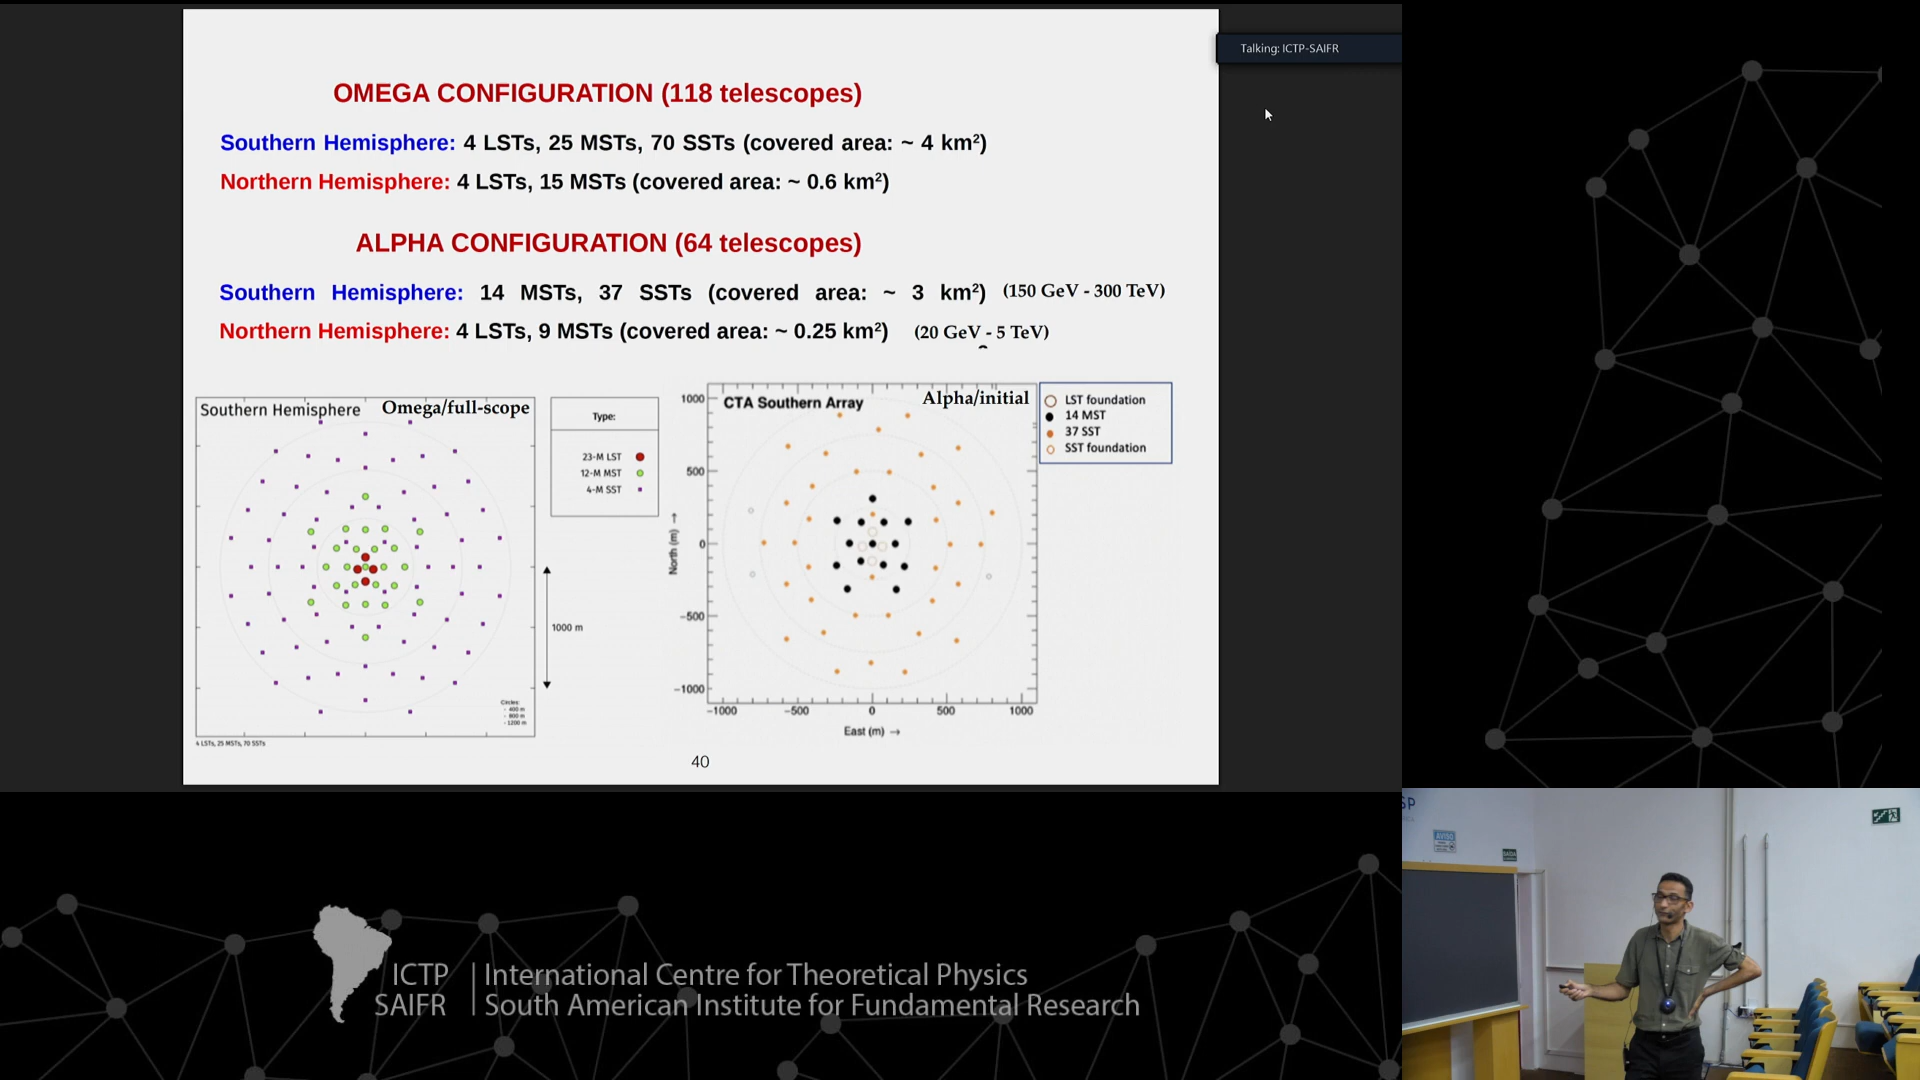 Talking: ICTP-SAIFR
OMEGA CONFIGURATION (118 telescopes)
Southern Hemisphere: 4 LSTs, 25 MSTs, 70 SSTs (covered area: ~ 4 km²)
Northern Hemisphere: 4 LSTs, 15 MSTs (covered area: ~ 0.6 km²)
ALPHA CONFIGURATION (64 telescopes)
Southern Hemisphere: 14 MSTs, 37 SSTs (covered area: ~ 3 km²) (150 GeV - 300 TeV)
Northern Hemisphere: 4 LSTs, 9 MSTs (covered area: ~ 0.25 km²) (20 GeV - 5 TeV)
Southern Hemisphere Omega/full-scope
Type:
23-M LST
12-M MST
4-M SST
1000 m
Circles:
- 400 m
- 800 m
- 1200 m
4 LSTs, 25 MSTs, 70 SSTs
CTA Southern Array Alpha/initial
LST foundation
14 MST
37 SST
SST foundation
1000
500
0
−500
−1000
North (m) →
−1000 −500 0 500 1000
East (m) →
40
ICTP | International Centre for Theoretical Physics
SAIFR | South American Institute for Fundamental Research
SP
AVISO